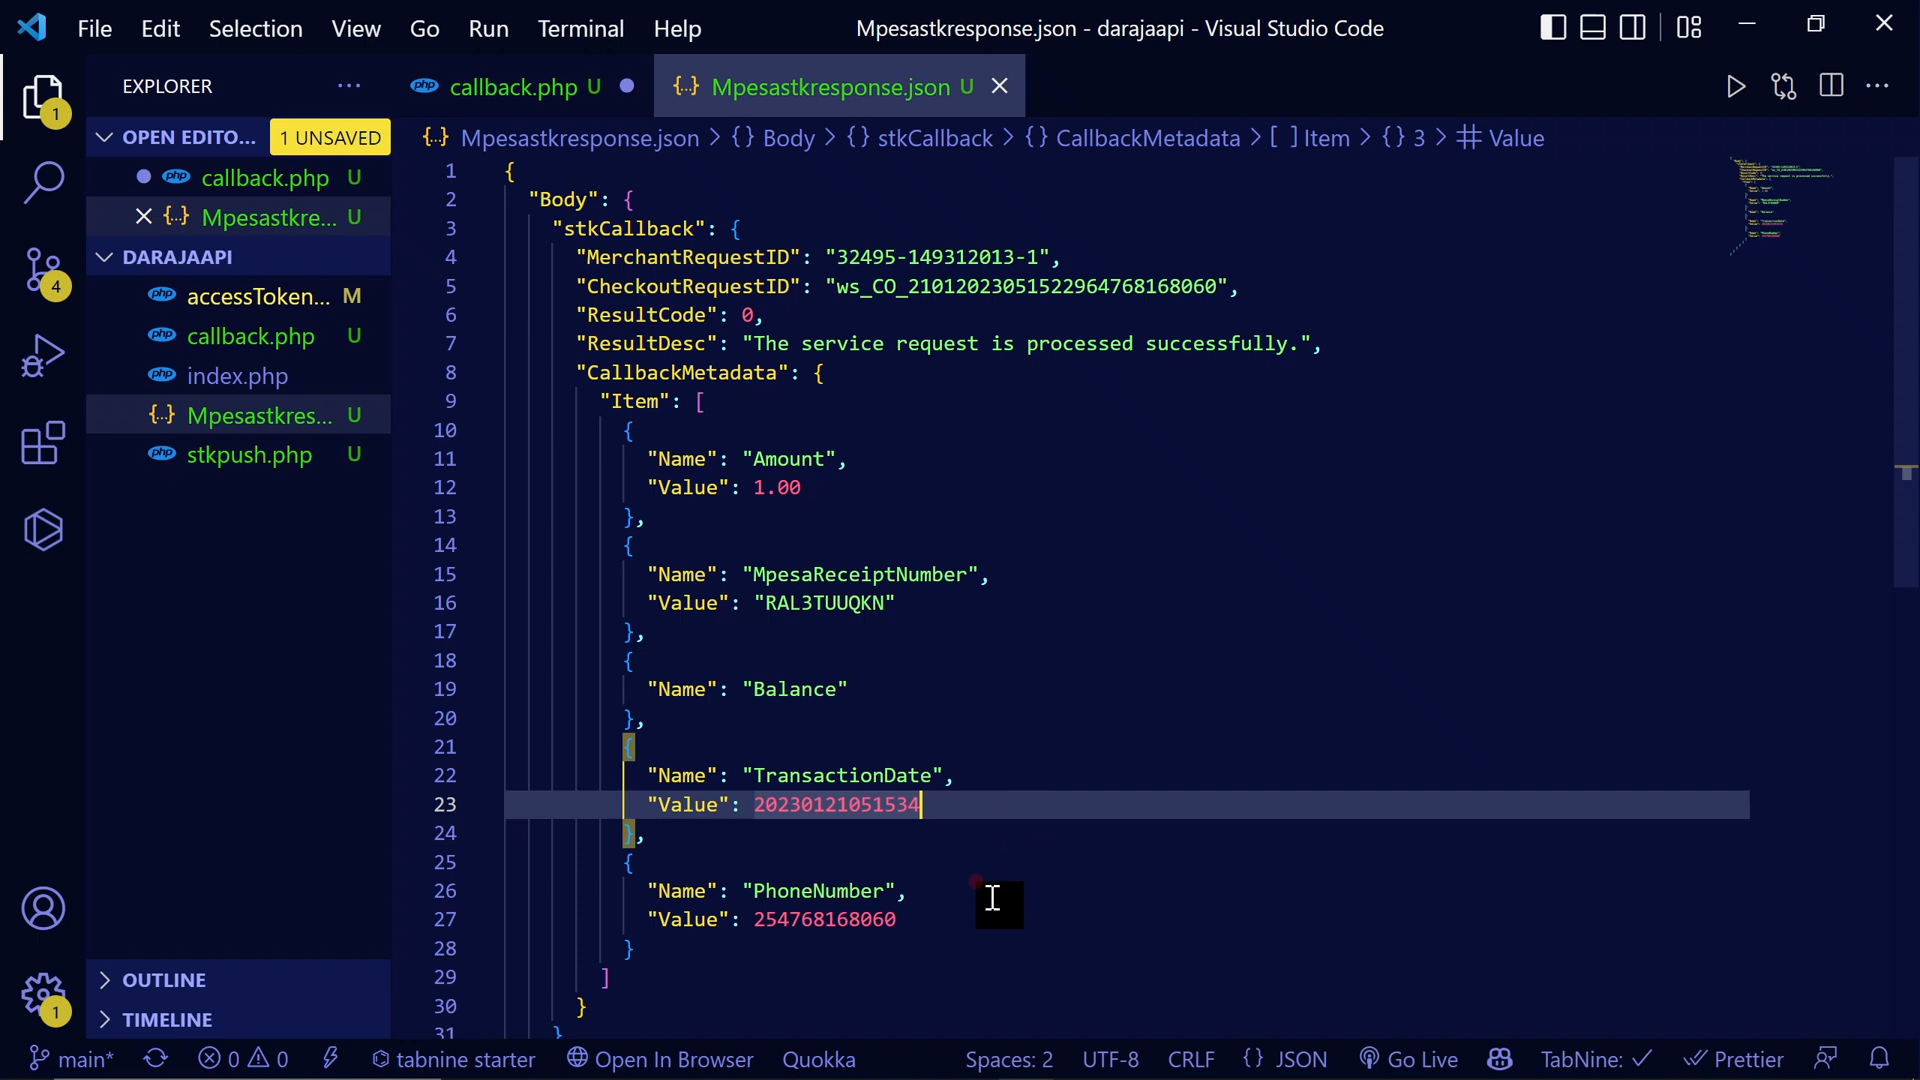 File Edit Selection View Go Run Terminal Help Mpesastkresponse.json - darajaapi - Visual Studio Code
EXPLORER ··· callback.php U Mpesastkresponse.json U
OPEN EDITO... 1 UNSAVED
Mpesastkresponse.json > {} Body > {} stkCallback > {} CallbackMetadata > [ ] Item > {} 3 > Value
callback.php U
Mpesastkre... U
DARAJAAPI
accessToken... M
callback.php U
index.php
Mpesastkres... U
stkpush.php U
1
4
1
OUTLINE
TIMELINE
1 {
2 "Body": {
3 "stkCallback": {
4 "MerchantRequestID": "32495-149312013-1",
5 "CheckoutRequestID": "ws_CO_21012023051522964768168060",
6 "ResultCode": 0,
7 "ResultDesc": "The service request is processed successfully.",
8 "CallbackMetadata": {
9 "Item": [
10 {
11 "Name": "Amount",
12 "Value": 1.00
13 },
14 {
15 "Name": "MpesaReceiptNumber",
16 "Value": "RAL3TUUQKN"
17 },
18 {
19 "Name": "Balance"
20 },
21 {
22 "Name": "TransactionDate",
23 "Value": 20230121051534
24 },
25 {
26 "Name": "PhoneNumber",
27 "Value": 254768168060
28 }
29 ]
30 }
31 }
main* 0 0 tabnine starter Open In Browser Quokka Spaces: 2 UTF-8 CRLF {} JSON Go Live TabNine: ✓ Prettier